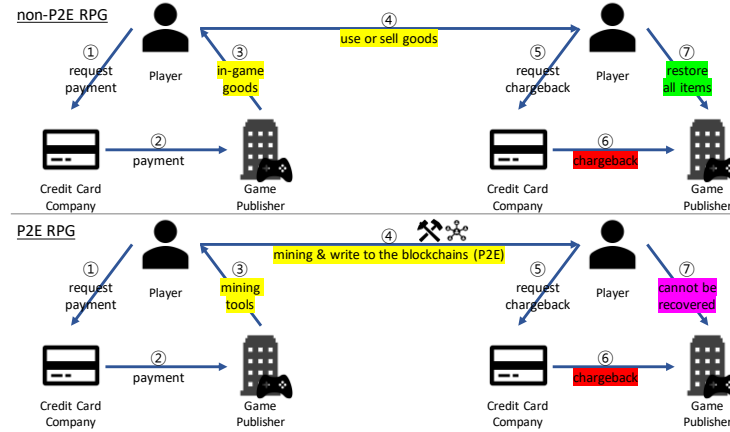 non-P2E RPG
①
request
payment
Player
③
in-game
goods
④
use or sell goods
⑤
request
chargeback
Player
⑦
restore
all items
②
payment
⑥
chargeback
Credit Card
Company
Game
Publisher
Credit Card
Company
Game
Publisher
P2E RPG
①
request
payment
Player
③
mining
tools
④
mining & write to the blockchains (P2E)
⑤
request
chargeback
Player
⑦
cannot be
recovered
②
payment
⑥
chargeback
Credit Card
Company
Game
Publisher
Credit Card
Company
Game
Publisher